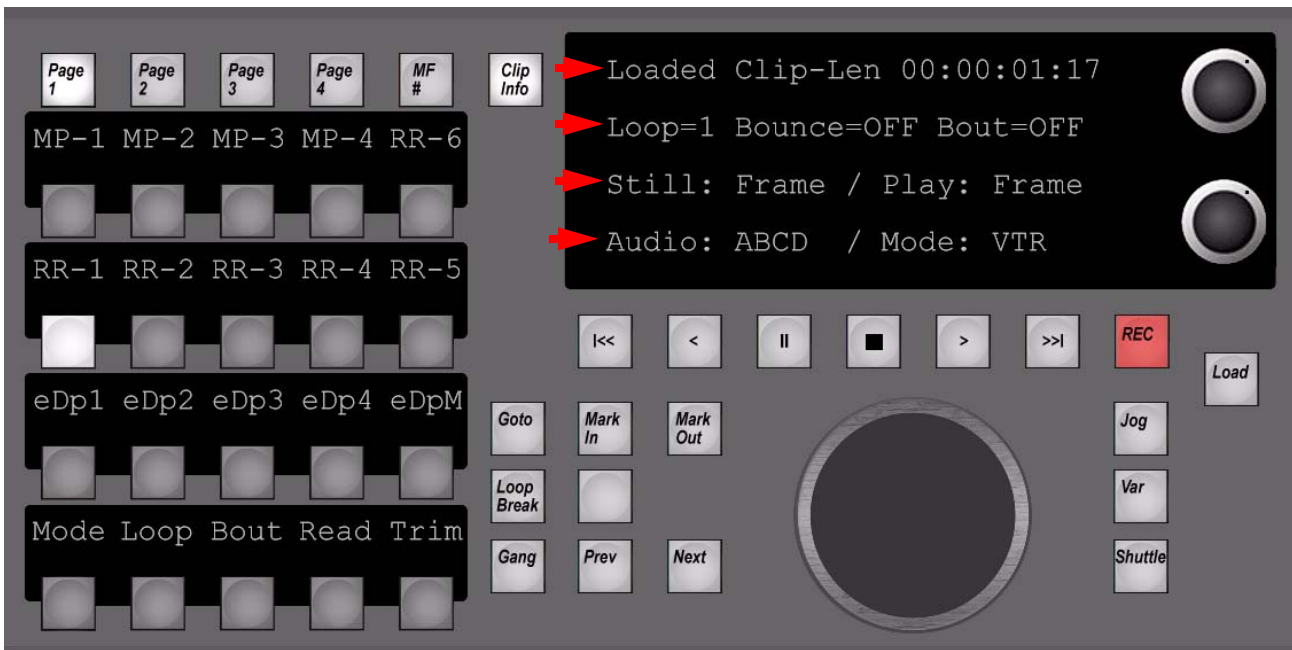 Page 1
Page 2
Page 3
Page 4
MF #
Clip Info
Loaded Clip-Len 00:00:01:17
Loop=1 Bounce=OFF Bout=OFF
Still: Frame / Play: Frame
Audio: ABCD / Mode: VTR
MP-1 MP-2 MP-3 MP-4 RR-6
RR-1 RR-2 RR-3 RR-4 RR-5
eDp1 eDp2 eDp3 eDp4 eDpM
Mode Loop Bout Read Trim
I<<
<
II
■
>
>>I
REC
Load
Goto
Mark In
Mark Out
Jog
Loop Break
Var
Gang
Prev
Next
Shuttle